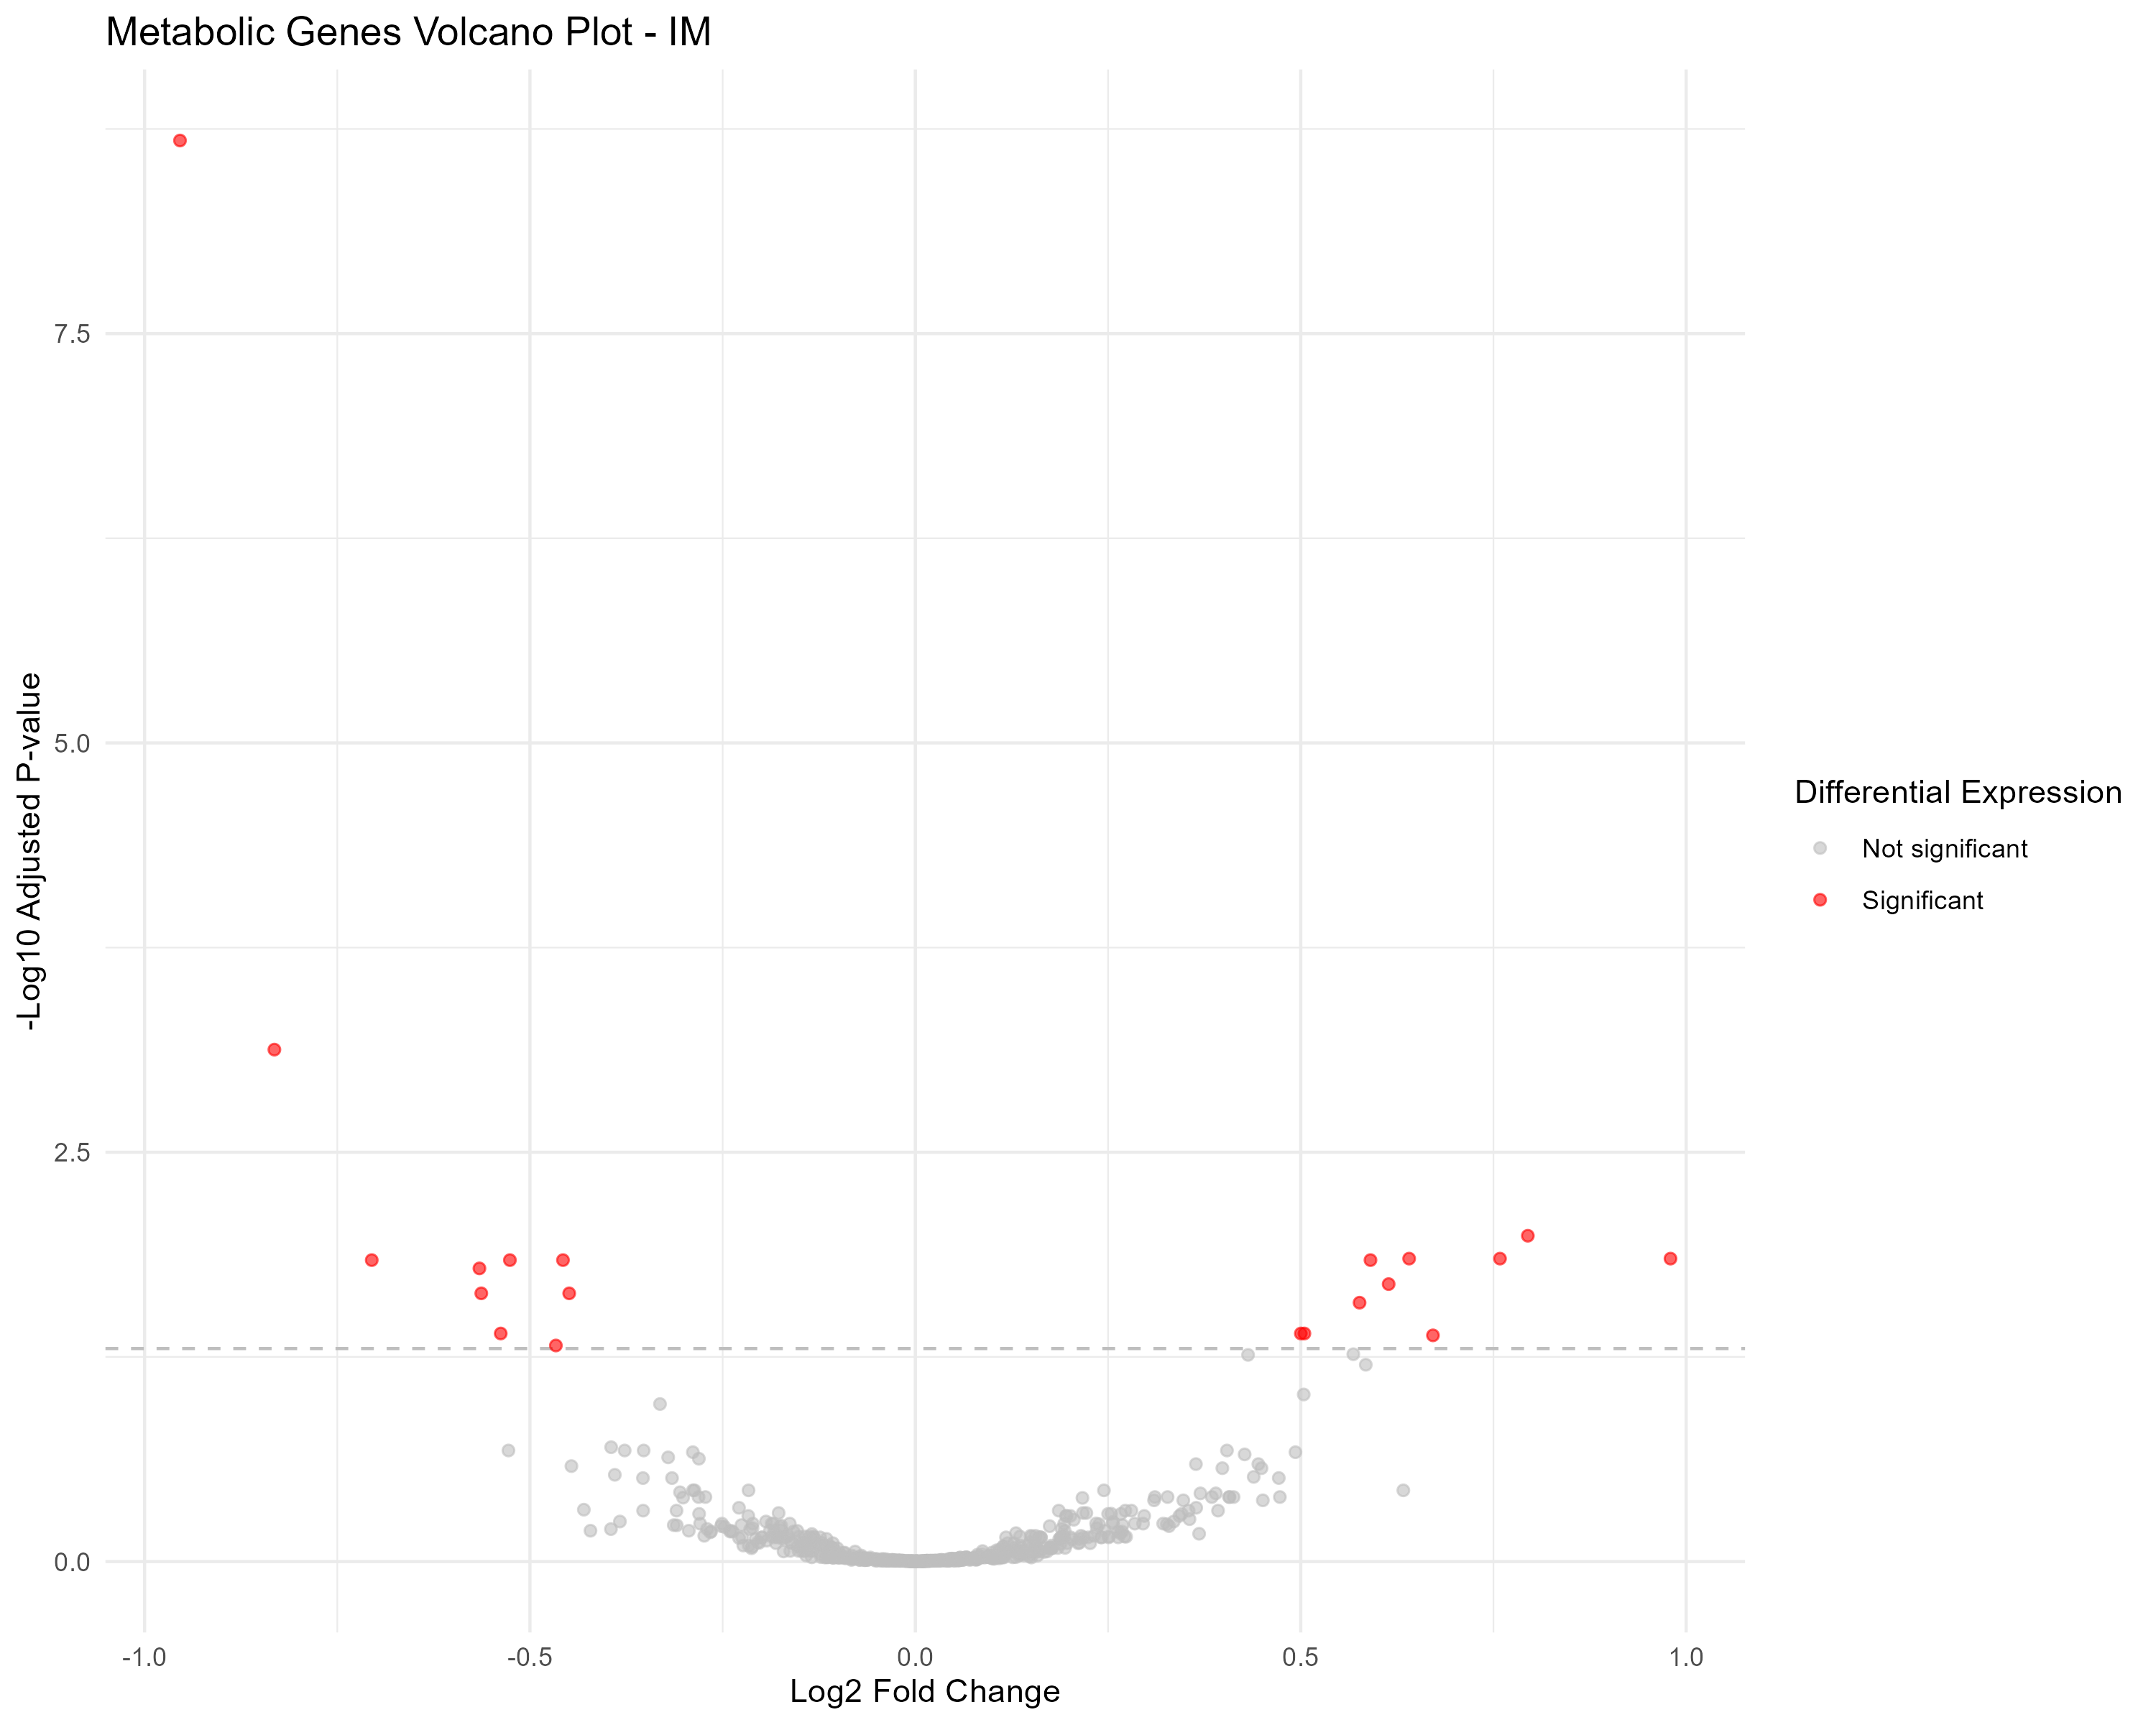 Metabolic Genes Volcano Plot - IM
-Log10 Adjusted P-value
7.5
5.0
2.5
0.0
-1.0
-0.5
0.0
0.5
1.0
Log2 Fold Change
Differential Expression
Not significant
Significant